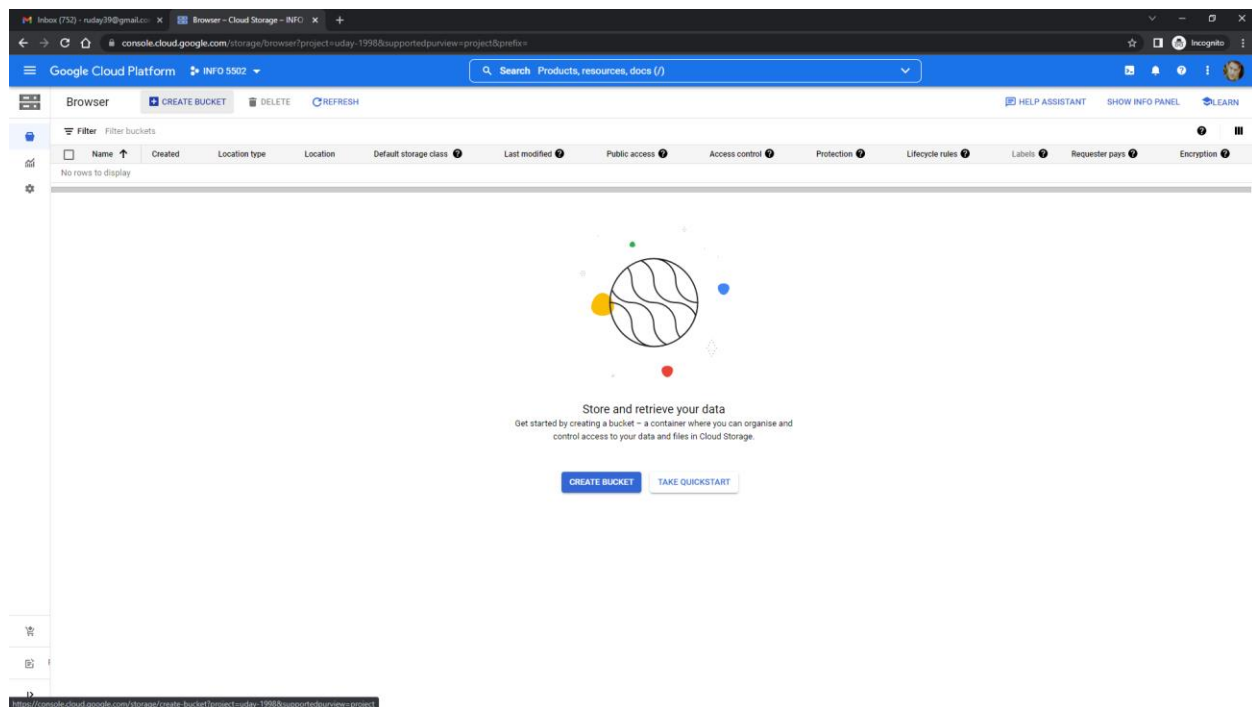 Inbox (752) - ruday39@gmail.co
Browser – Cloud Storage – INFO
console.cloud.google.com/storage/browser?project=uday-1998&supportedpurview=project&prefix=
Incognito
Google Cloud Platform
INFO 5502
Search Products, resources, docs (/)
Browser
CREATE BUCKET
DELETE
REFRESH
HELP ASSISTANT
SHOW INFO PANEL
LEARN
Filter Filter buckets
Name Created Location type Location Default storage class Last modified Public access Access control Protection Lifecycle rules Labels Requester pays Encryption
No rows to display
Store and retrieve your data
Get started by creating a bucket – a container where you can organise and
control access to your data and files in Cloud Storage.
CREATE BUCKET
TAKE QUICKSTART
https://console.cloud.google.com/storage/create-bucket?project=uday-1998&supportedpurview=project